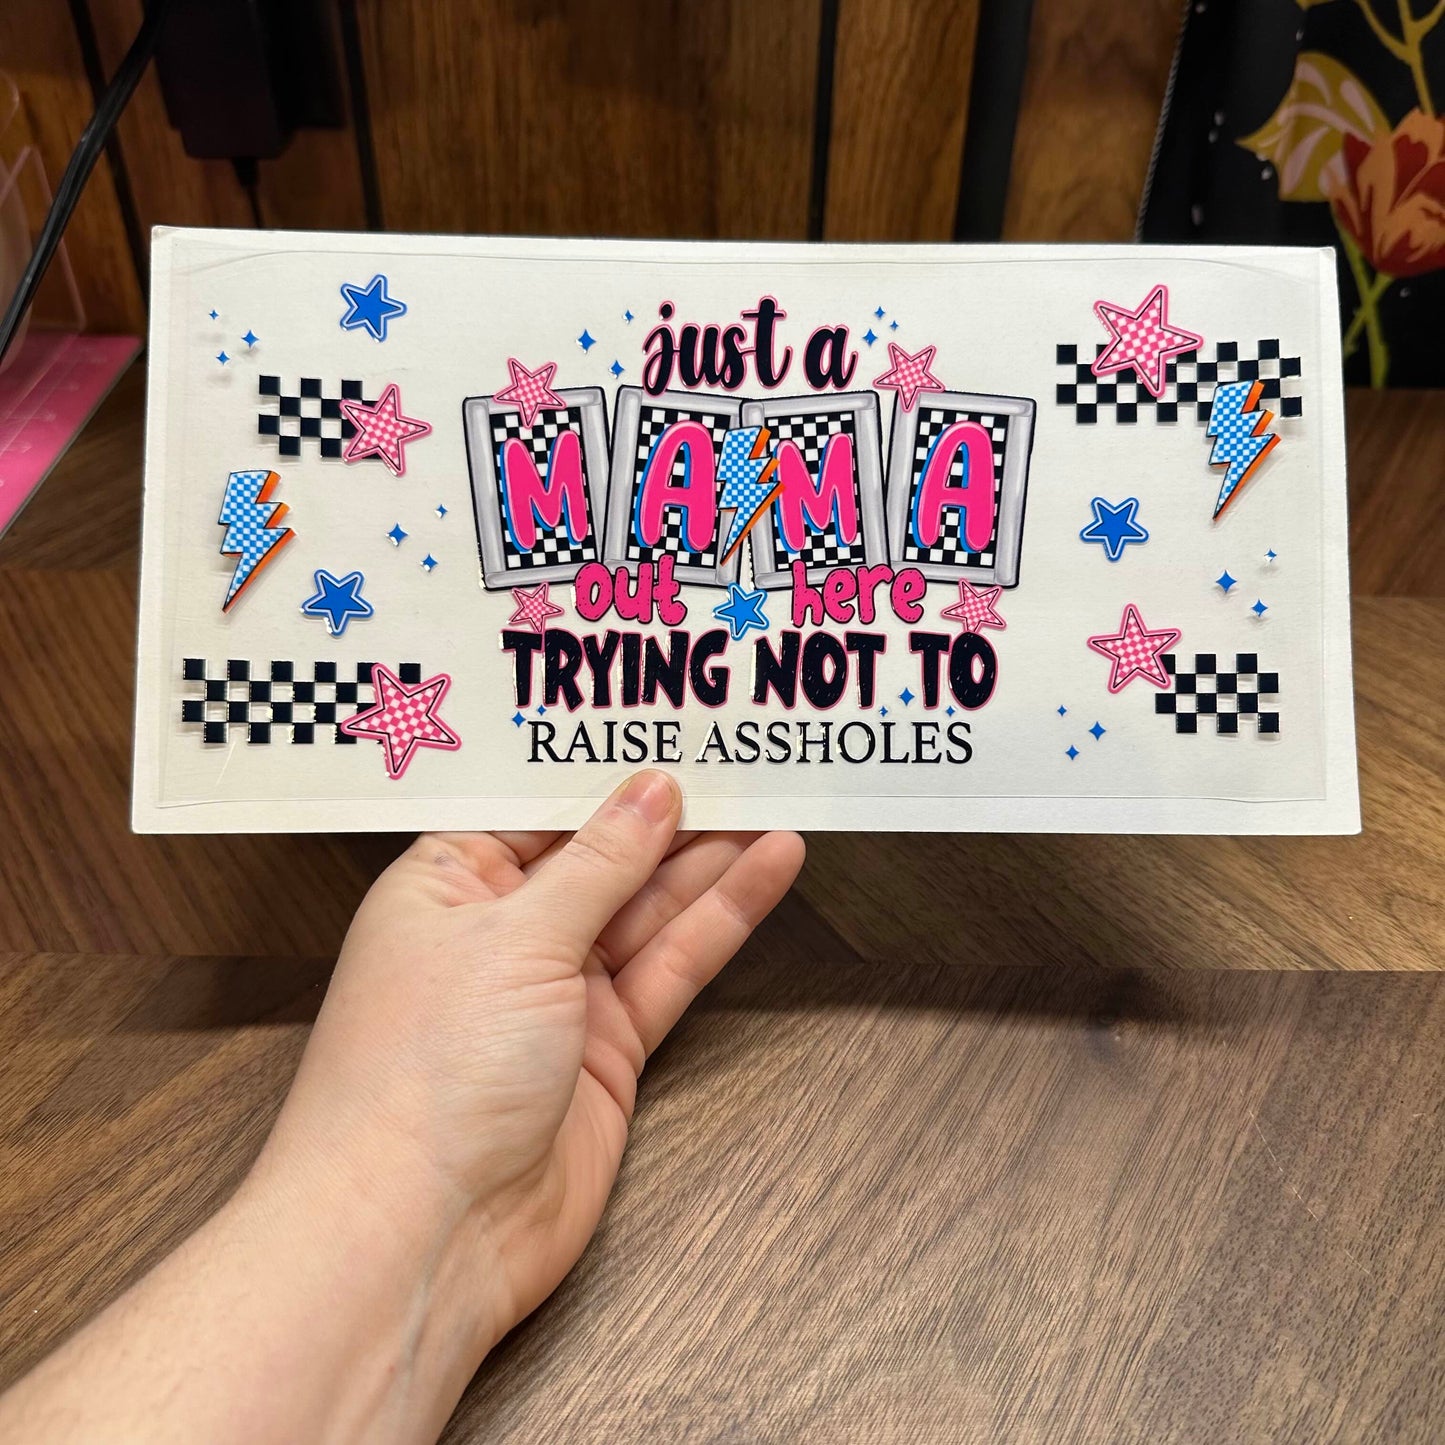 just a
MAMA
out here
TRYING NOT TO
RAISE ASSHOLES